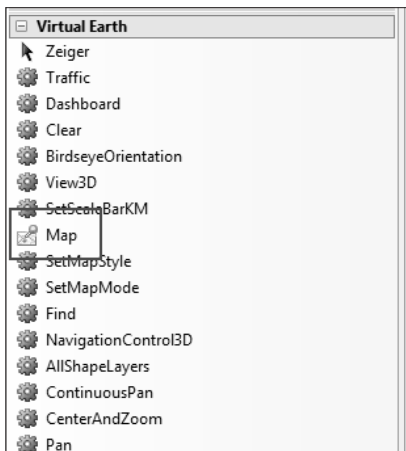 Virtual Earth
Zeiger
Traffic
Dashboard
Clear
BirdseyeOrientation
View3D
SetScaleBarKM
Map
SetMapStyle
SetMapMode
Find
NavigationControl3D
AllShapeLayers
ContinuousPan
CenterAndZoom
Pan